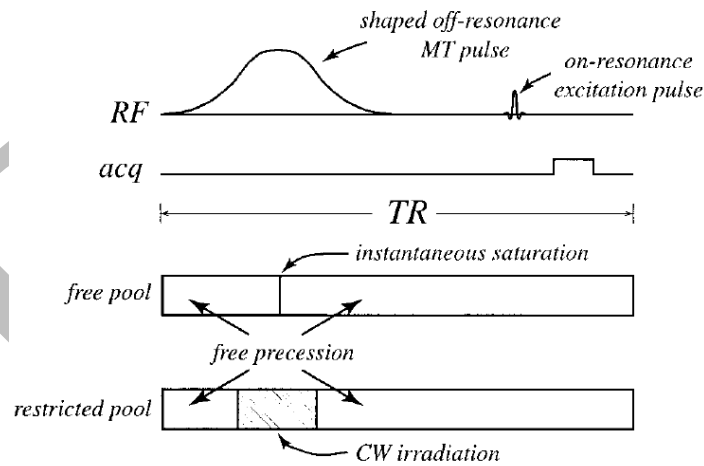 shaped off-resonance
MT pulse
on-resonance
excitation pulse
RF
acq
TR
instantaneous saturation
free pool
free precession
restricted pool
CW irradiation